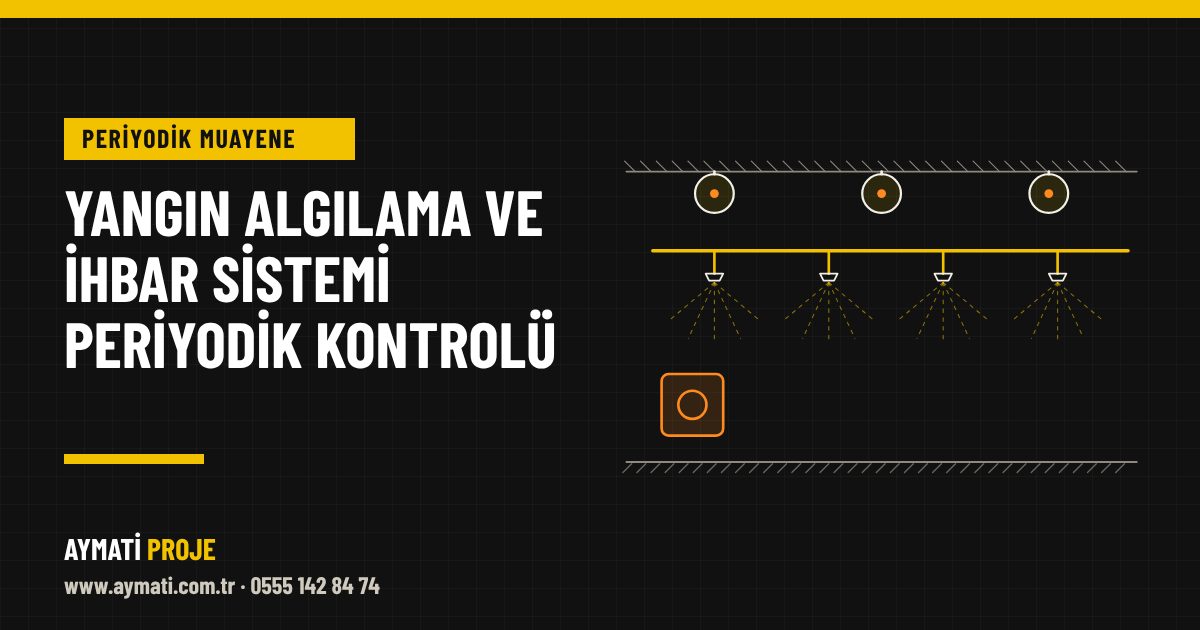 PERİYODİK MUAYENE
YANGIN ALGILAMA VE
İHBAR SİSTEMİ
PERİYODİK KONTROLÜ
AYMATİ PROJE
www.aymati.com.tr · 0555 142 84 74